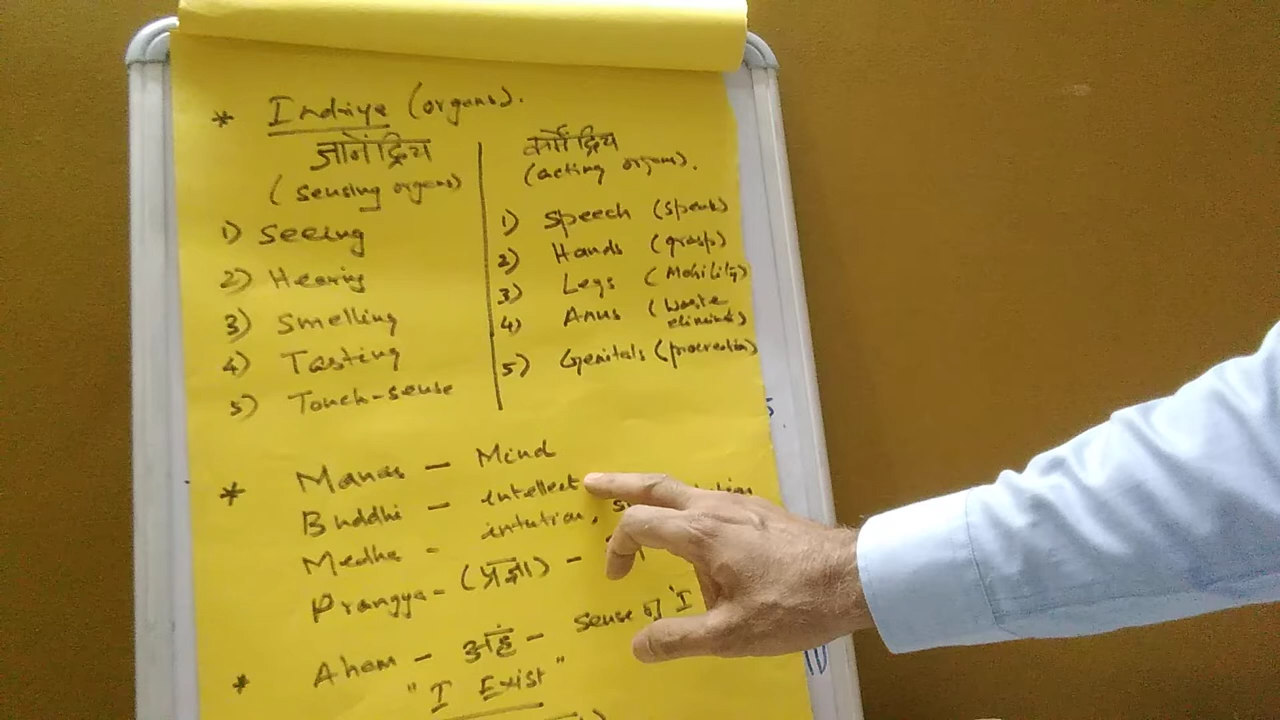 * Indriya (organs).
ज्ञानेंद्रिय
(sensing organs)
1) Seeing
2) Hearing
3) Smelling
4) Tasting
5) Touch-sense
कर्मेंद्रिय
(acting organs).
1) Speech (speak)
2) Hands (grasp)
3) Legs (Mobility)
4) Anus (waste
5) Genitals (procreation)
* Manas – Mind
Buddhi – intellect
Medha – intution,
Prangya – (प्रज्ञा) –
* Aham – अहं – sense of 'I
"I Exist"